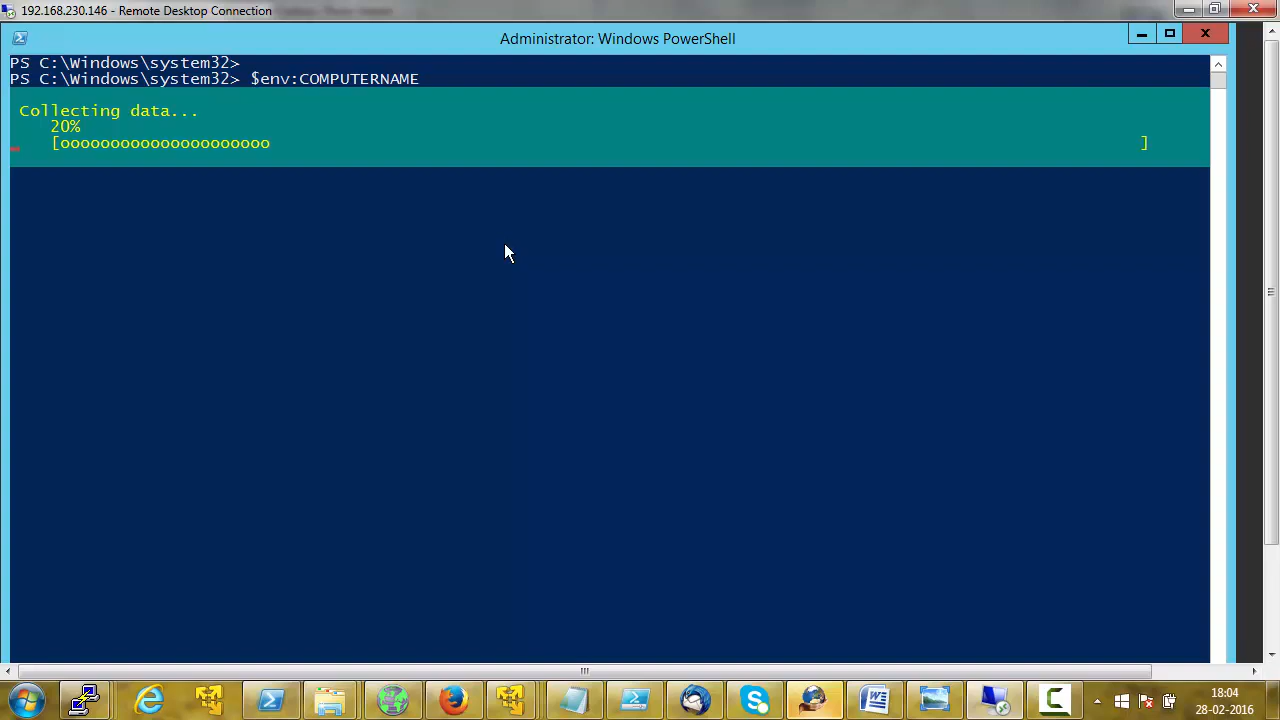 192.168.230.146 - Remote Desktop Connection
Administrator: Windows PowerShell
PS C:\Windows\system32>
PS C:\Windows\system32> $env:COMPUTERNAME
Collecting data...
20%
[ooooooooooooooooooooo ]
18:04
28-02-2016